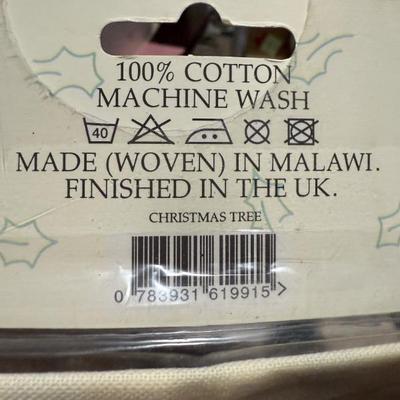 100% COTTON
MACHINE WASH
40
MADE (WOVEN) IN MALAWI.
FINISHED IN THE UK.
CHRISTMAS TREE
0 783931 619915 >